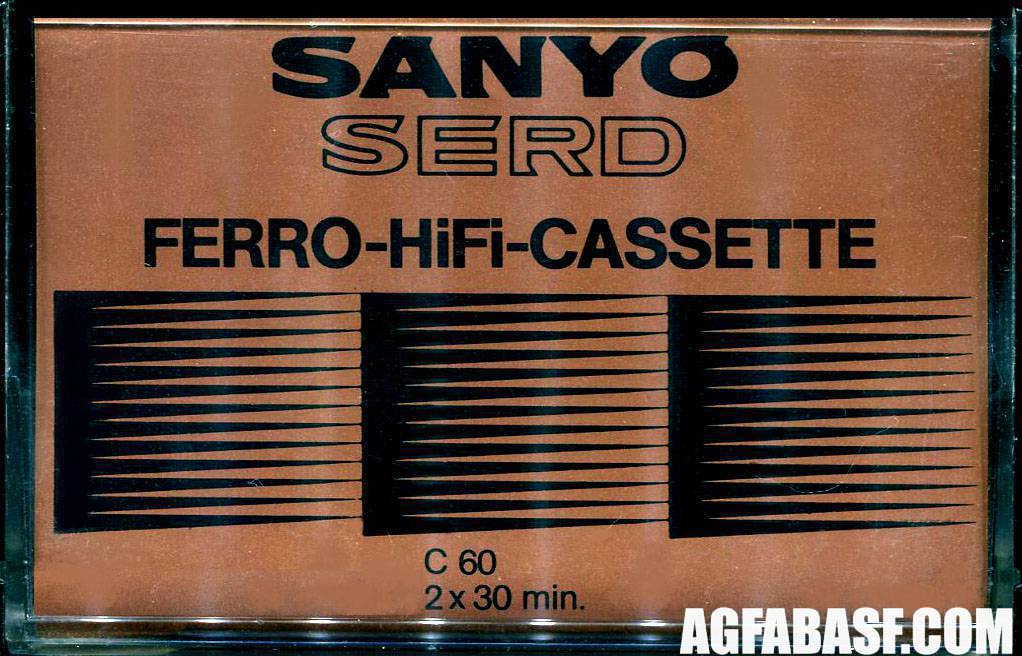 SANYO
SERD
FERRO-HiFi-CASSETTE
C 60
2 x 30 min.
AGFABASF.COM